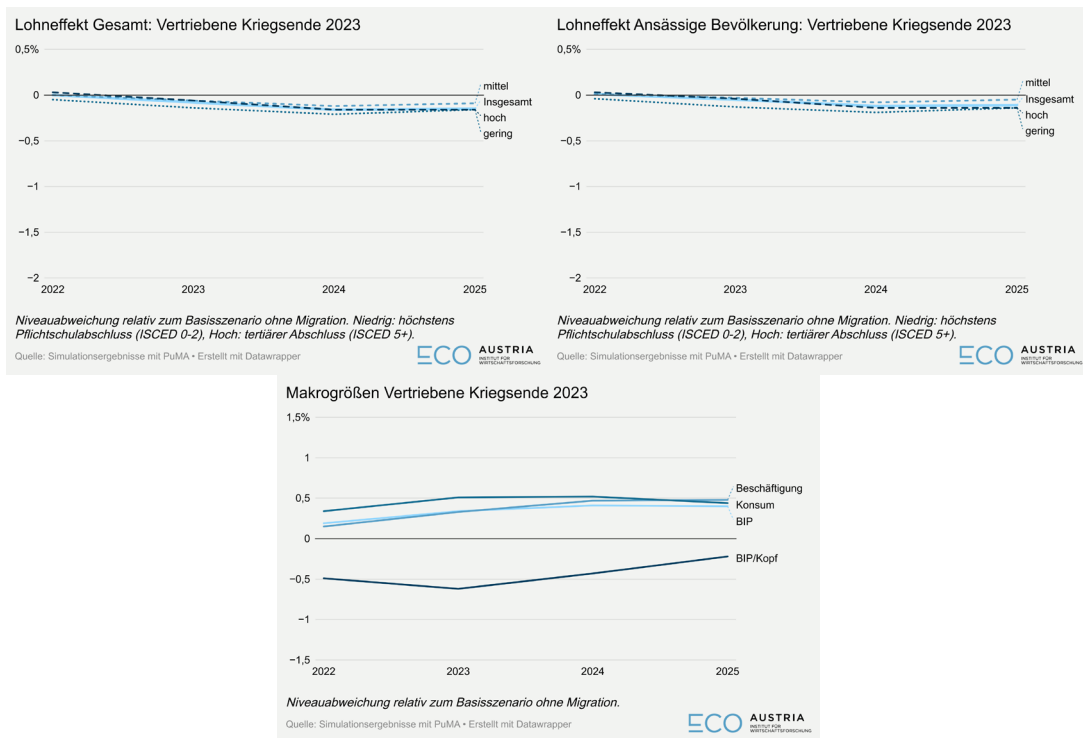 Lohneffekt Gesamt: Vertriebene Kriegsende 2023
0,5%
0
−0,5
−1
−1,5
−2
2022 2023 2024 2025
mittel
Insgesamt
hoch
gering
Niveauabweichung relativ zum Basisszenario ohne Migration. Niedrig: höchstens
Pflichtschulabschluss (ISCED 0-2), Hoch: tertiärer Abschluss (ISCED 5+).
Quelle: Simulationsergebnisse mit PuMA • Erstellt mit Datawrapper
ECO AUSTRIA
INSTITUT FÜR
WIRTSCHAFTSFORSCHUNG
Lohneffekt Ansässige Bevölkerung: Vertriebene Kriegsende 2023
0,5%
0
−0,5
−1
−1,5
−2
2022 2023 2024 2025
mittel
Insgesamt
hoch
gering
Niveauabweichung relativ zum Basisszenario ohne Migration. Niedrig: höchstens
Pflichtschulabschluss (ISCED 0-2), Hoch: tertiärer Abschluss (ISCED 5+).
Quelle: Simulationsergebnisse mit PuMA • Erstellt mit Datawrapper
ECO AUSTRIA
INSTITUT FÜR
WIRTSCHAFTSFORSCHUNG
Makrogrößen Vertriebene Kriegsende 2023
1,5%
1
0,5
0
−0,5
−1
−1,5
2022 2023 2024 2025
Beschäftigung
Konsum
BIP
BIP/Kopf
Niveauabweichung relativ zum Basisszenario ohne Migration.
Quelle: Simulationsergebnisse mit PuMA • Erstellt mit Datawrapper
ECO AUSTRIA
INSTITUT FÜR
WIRTSCHAFTSFORSCHUNG